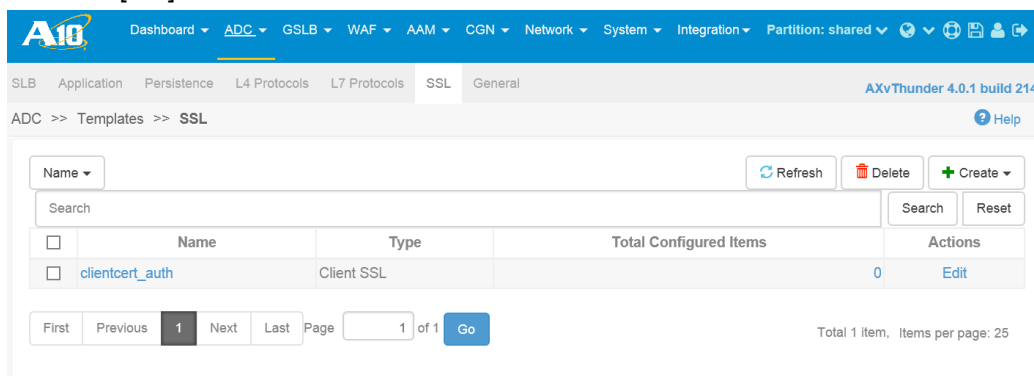 A10 Dashboard ADC GSLB WAF AAM CGN Network System Integration Partition: shared
SLB Application Persistence L4 Protocols L7 Protocols SSL General
AXvThunder 4.0.1 build 214
ADC >> Templates >> SSL Help
Name Refresh Delete Create
Search Search Reset
Name Type Total Configured Items Actions
clientcert_auth Client SSL 0 Edit
First Previous 1 Next Last Page 1 of 1 Go
Total 1 item, Items per page: 25